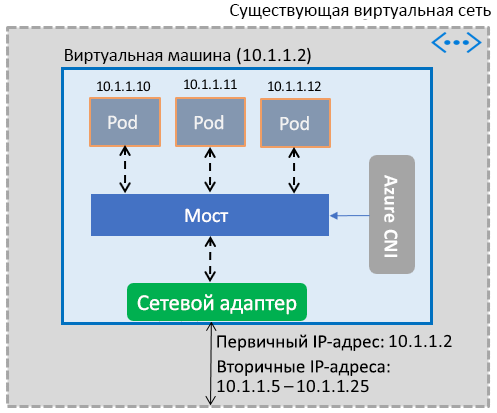 Существующая виртуальная сеть
Виртуальная машина (10.1.1.2)
10.1.1.10
10.1.1.11
10.1.1.12
Pod
Pod
Pod
Мост
Azure CNI
Сетевой адаптер
Первичный IP-адрес: 10.1.1.2
Вторичные IP-адреса:
10.1.1.5 – 10.1.1.25